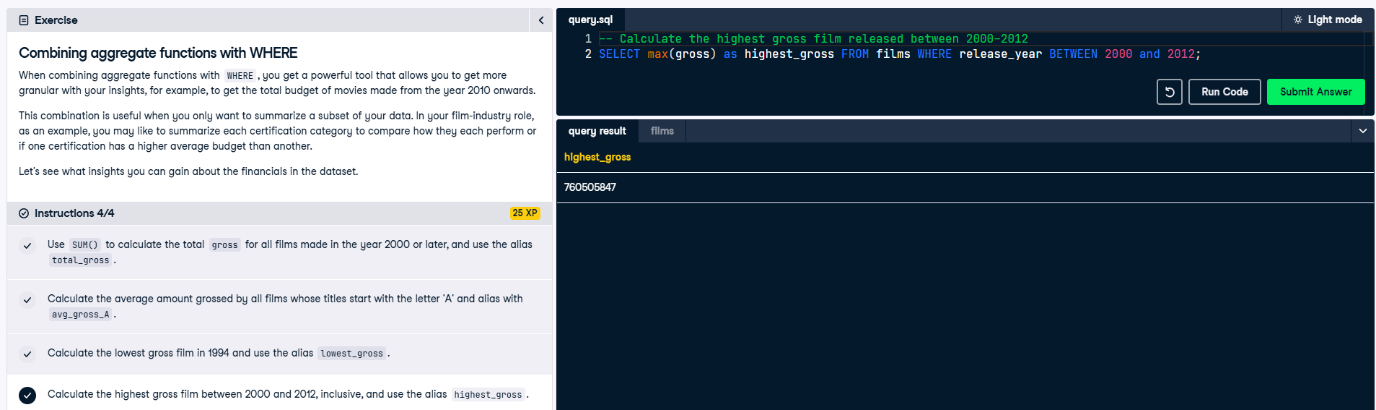 Exercise
Combining aggregate functions with WHERE
When combining aggregate functions with WHERE, you get a powerful tool that allows you to get more
granular with your insights, for example, to get the total budget of movies made from the year 2010 onwards.
This combination is useful when you only want to summarize a subset of your data. In your film-industry role,
as an example, you may like to summarize each certification category to compare how they each perform or
if one certification has a higher average budget than another.
Let's see what insights you can gain about the financials in the dataset.
Instructions 4/4
25 XP
Use SUM() to calculate the total gross for all films made in the year 2000 or later, and use the alias
total_gross.
Calculate the average amount grossed by all films whose titles start with the letter 'A' and alias with
avg_gross_A.
Calculate the lowest gross film in 1994 and use the alias lowest_gross.
Calculate the highest gross film between 2000 and 2012, inclusive, and use the alias highest_gross.
query.sql
Light mode
1 -- Calculate the highest gross film released between 2000-2012
2 SELECT max(gross) as highest_gross FROM films WHERE release_year BETWEEN 2000 and 2012;
Run Code
Submit Answer
query result
films
highest_gross
760505847